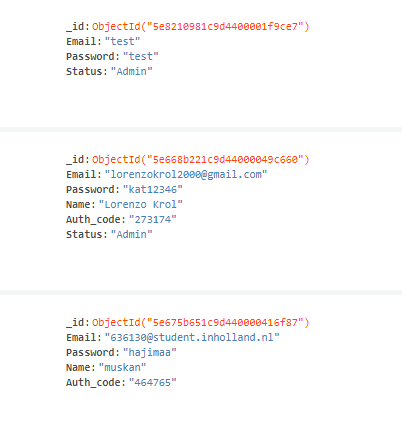 _id: ObjectId("5e8210981c9d4400001f9ce7")
Email: "test"
Password: "test"
Status: "Admin"
_id: ObjectId("5e668b221c9d44000049c660")
Email: "lorenzokrol2000@gmail.com"
Password: "kat12346"
Name: "Lorenzo Krol"
Auth_code: "273174"
Status: "Admin"
_id: ObjectId("5e675b651c9d440000416f87")
Email: "636130@student.inholland.nl"
Password: "hajimaa"
Name: "muskan"
Auth_code: "464765"